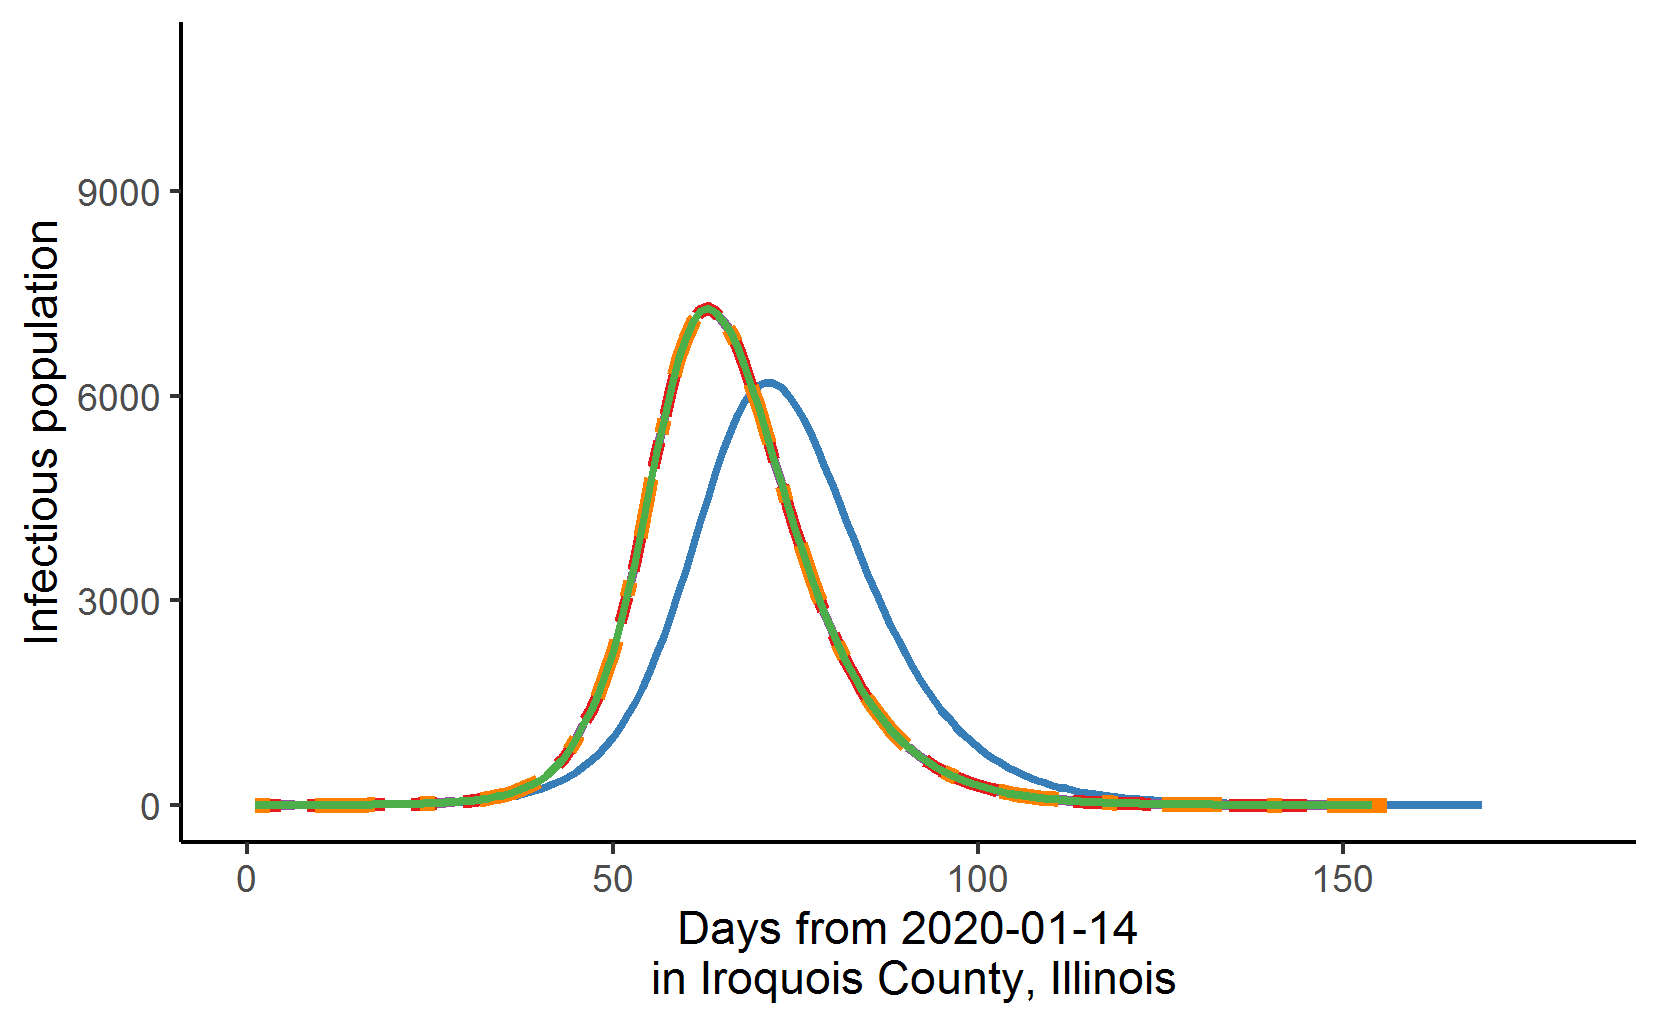 Infectious population
9000
6000
3000
0
0 50 100 150
Days from 2020-01-14
in Iroquois County, Illinois